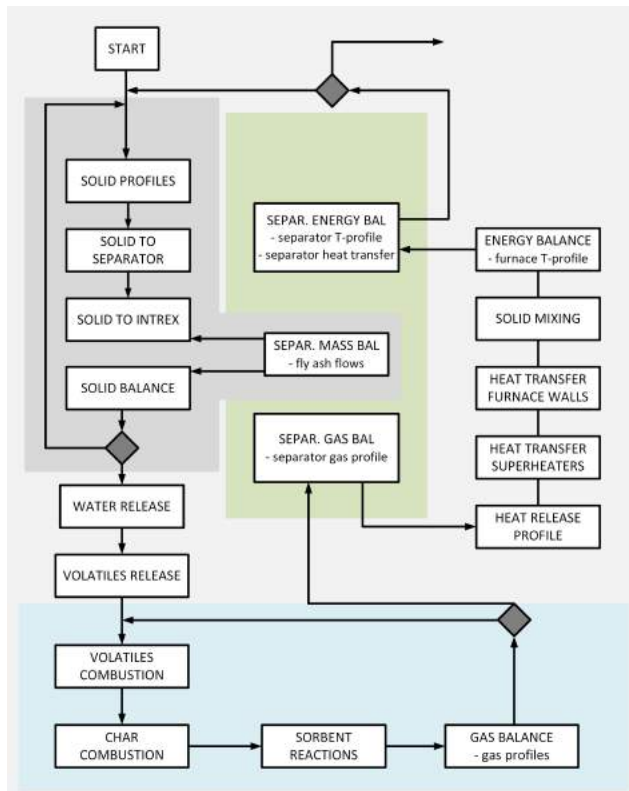 START
SOLID PROFILES
SOLID TO
SEPARATOR
SOLID TO INTREX
SOLID BALANCE
SEPAR. MASS BAL
- fly ash flows
WATER RELEASE
VOLATILES RELEASE
VOLATILES
COMBUSTION
CHAR
COMBUSTION
SORBENT
REACTIONS
GAS BALANCE
- gas profiles
SEPAR. GAS BAL
- separator gas profile
HEAT RELEASE
PROFILE
HEAT TRANSFER
SUPERHEATERS
HEAT TRANSFER
FURNACE WALLS
SOLID MIXING
ENERGY BALANCE
- furnace T-profile
SEPAR. ENERGY BAL
- separator T-profile
- separator heat transfer